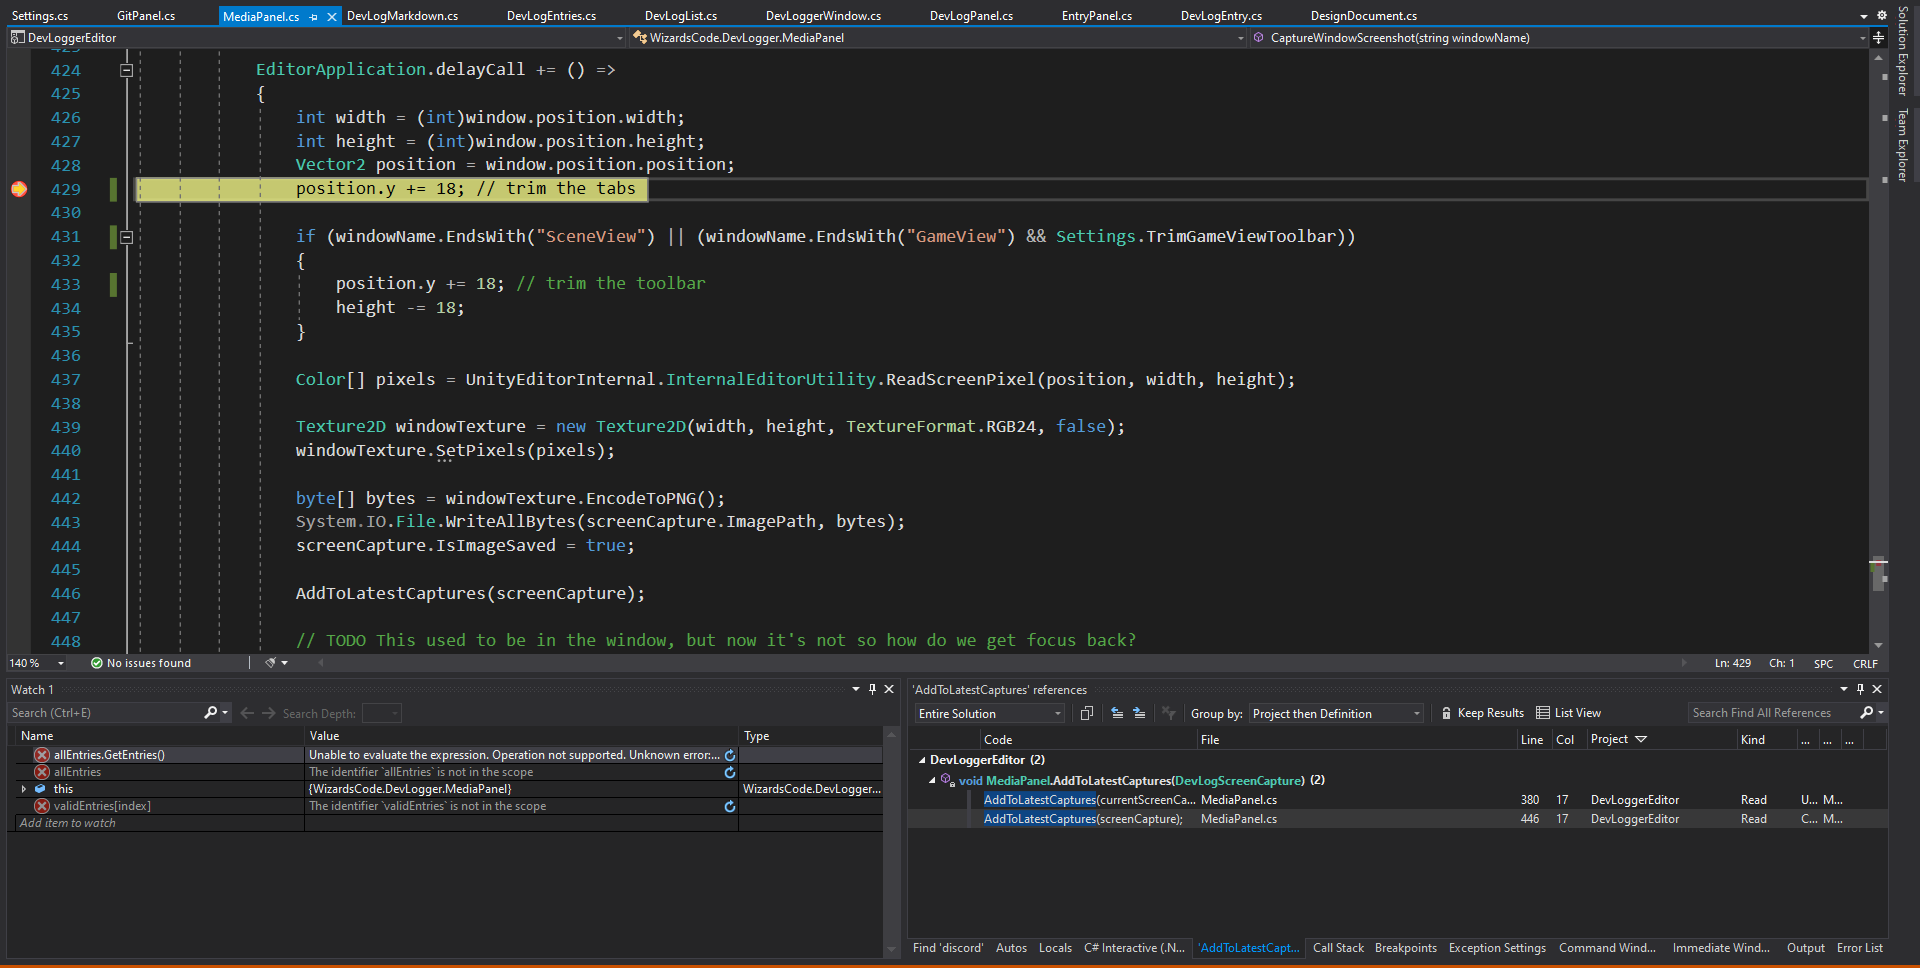 Settings.cs GitPanel.cs MediaPanel.cs DevLogMarkdown.cs DevLogEntries.cs DevLogList.cs DevLoggerWindow.cs DevLogPanel.cs EntryPanel.cs DevLogEntry.cs DesignDocument.cs
DevLoggerEditor WizardsCode.DevLogger.MediaPanel CaptureWindowScreenshot(string windowName)
Solution Explorer
Team Explorer
424 EditorApplication.delayCall += () =>
425 {
426 int width = (int)window.position.width;
427 int height = (int)window.position.height;
428 Vector2 position = window.position.position;
429 position.y += 18; // trim the tabs
430
431 if (windowName.EndsWith("SceneView") || (windowName.EndsWith("GameView") && Settings.TrimGameViewToolbar))
432 {
433 position.y += 18; // trim the toolbar
434 height -= 18;
435 }
436
437 Color[] pixels = UnityEditorInternal.InternalEditorUtility.ReadScreenPixel(position, width, height);
438
439 Texture2D windowTexture = new Texture2D(width, height, TextureFormat.RGB24, false);
440 windowTexture.SetPixels(pixels);
441
442 byte[] bytes = windowTexture.EncodeToPNG();
443 System.IO.File.WriteAllBytes(screenCapture.ImagePath, bytes);
444 screenCapture.IsImageSaved = true;
445
446 AddToLatestCaptures(screenCapture);
447
448 // TODO This used to be in the window, but now it's not so how do we get focus back?
140 % No issues found Ln: 429 Ch: 1 SPC CRLF
Watch 1
Search (Ctrl+E) Search Depth:
Name Value Type
allEntries.GetEntries() Unable to evaluate the expression. Operation not supported. Unknown error:...
allEntries The identifier `allEntries` is not in the scope
this {WizardsCode.DevLogger.MediaPanel} WizardsCode.DevLogger...
validEntries[index] The identifier `validEntries` is not in the scope
Add item to watch
'AddToLatestCaptures' references
Entire Solution Group by: Project then Definition Keep Results List View Search Find All References
Code File Line Col Project Kind ... ... ...
DevLoggerEditor (2)
void MediaPanel.AddToLatestCaptures(DevLogScreenCapture) (2)
AddToLatestCaptures(currentScreenCa... MediaPanel.cs 380 17 DevLoggerEditor Read U... M...
AddToLatestCaptures(screenCapture); MediaPanel.cs 446 17 DevLoggerEditor Read C... M...
Find 'discord' Autos Locals C# Interactive (.N... 'AddToLatestCapt... Call Stack Breakpoints Exception Settings Command Wind... Immediate Wind... Output Error List